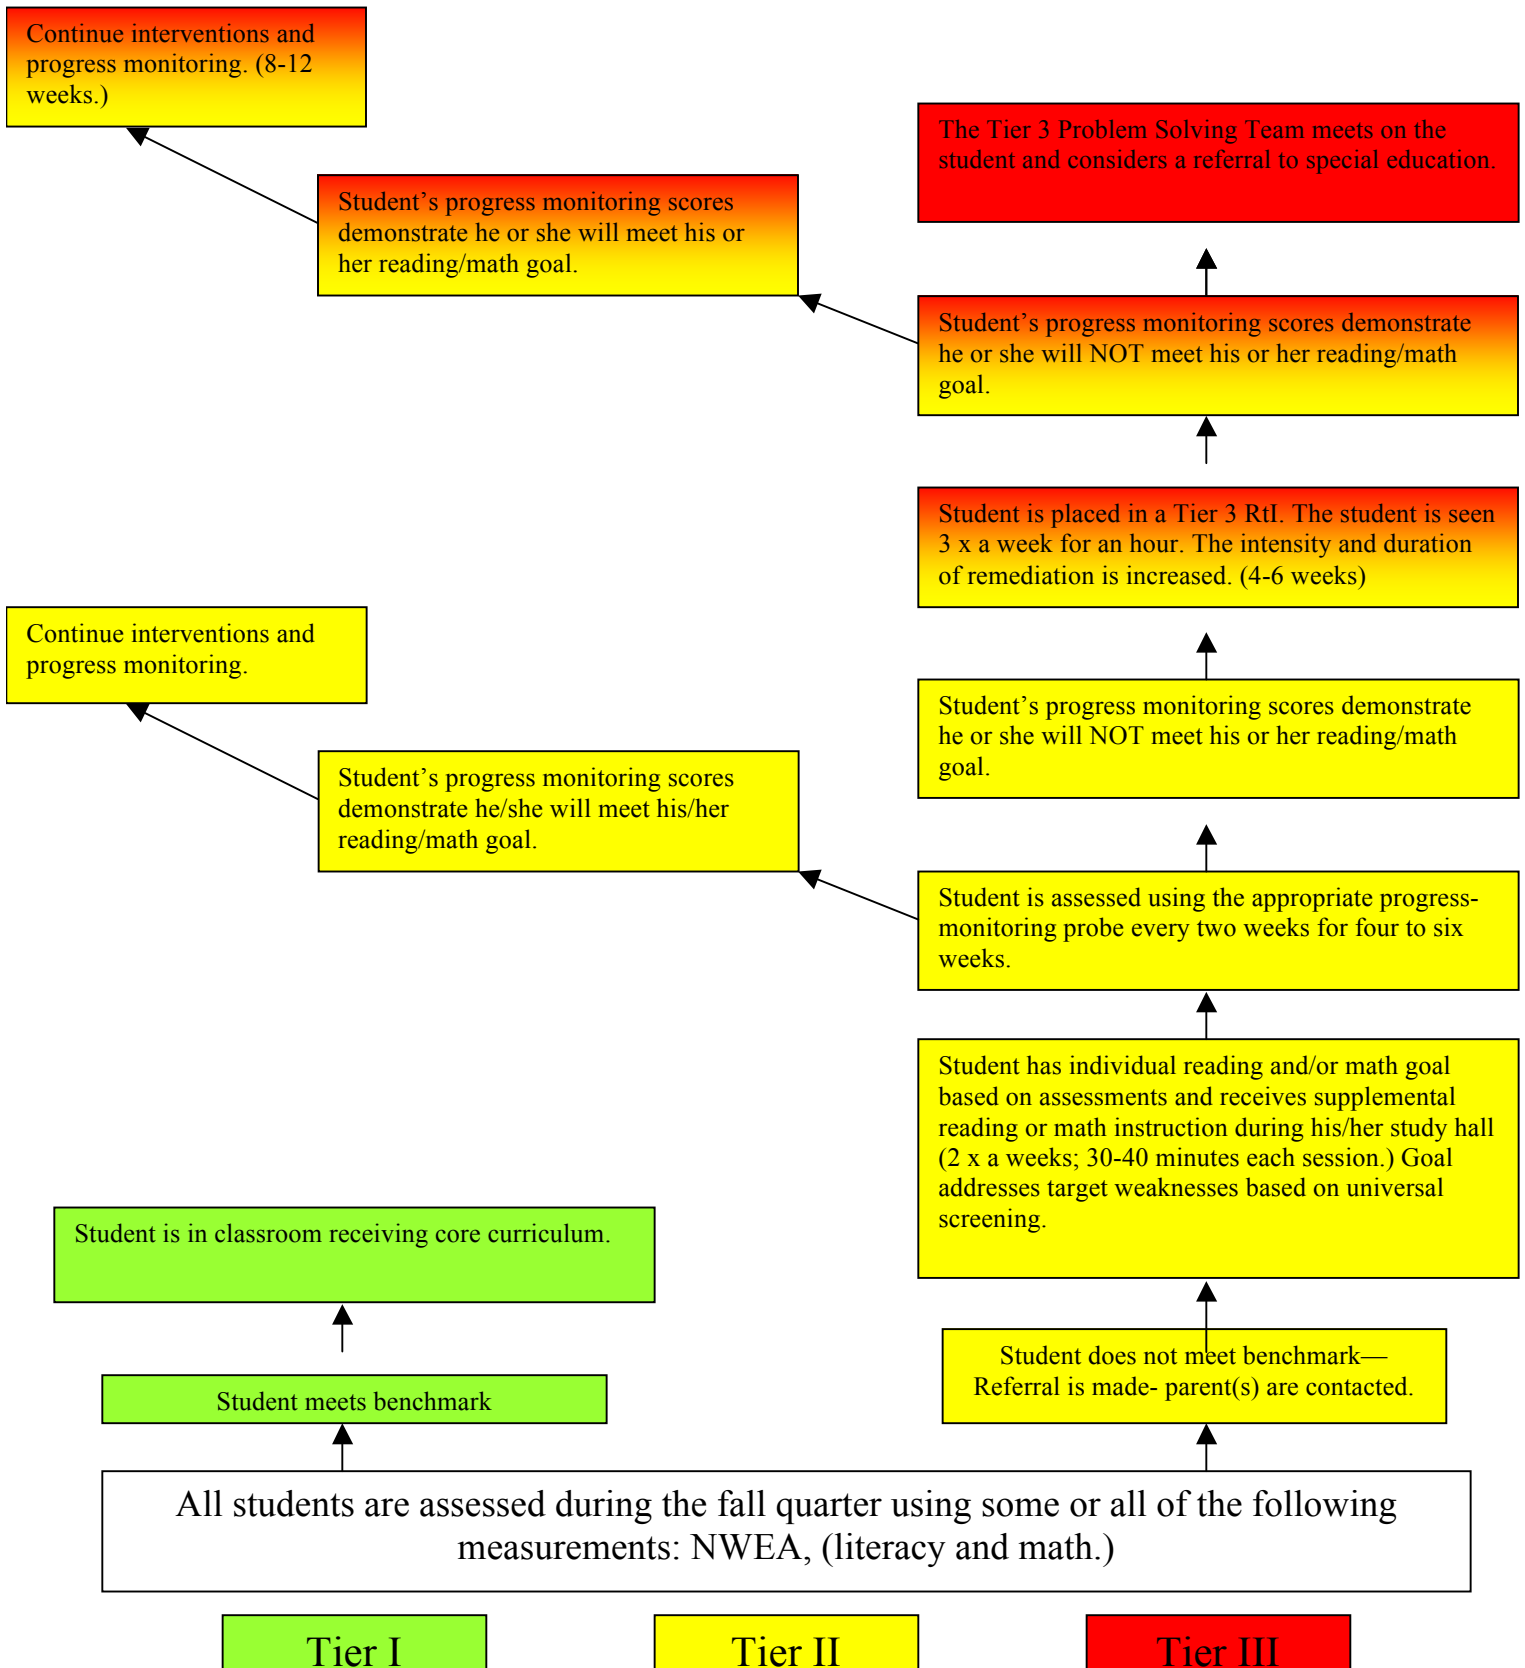 Continue interventions and
progress monitoring. (8-12
weeks.)
The Tier 3 Problem Solving Team meets on the
student and considers a referral to special education.
Student’s progress monitoring scores
demonstrate he or she will meet his or
her reading/math goal.
Student’s progress monitoring scores demonstrate
he or she will NOT meet his or her reading/math
goal.
Student is placed in a Tier 3 RtI. The student is seen
3 x a week for an hour. The intensity and duration
of remediation is increased. (4-6 weeks)
Continue interventions and
progress monitoring.
Student’s progress monitoring scores demonstrate
he or she will NOT meet his or her reading/math
goal.
Student’s progress monitoring scores
demonstrate he/she will meet his/her
reading/math goal.
Student is assessed using the appropriate progress-
monitoring probe every two weeks for four to six
weeks.
Student has individual reading and/or math goal
based on assessments and receives supplemental
reading or math instruction during his/her study hall
(2 x a weeks; 30-40 minutes each session.) Goal
addresses target weaknesses based on universal
screening.
Student is in classroom receiving core curriculum.
Student does not meet benchmark—
Referral is made- parent(s) are contacted.
Student meets benchmark
All students are assessed during the fall quarter using some or all of the following
measurements: NWEA, (literacy and math.)
Tier I
Tier II
Tier III